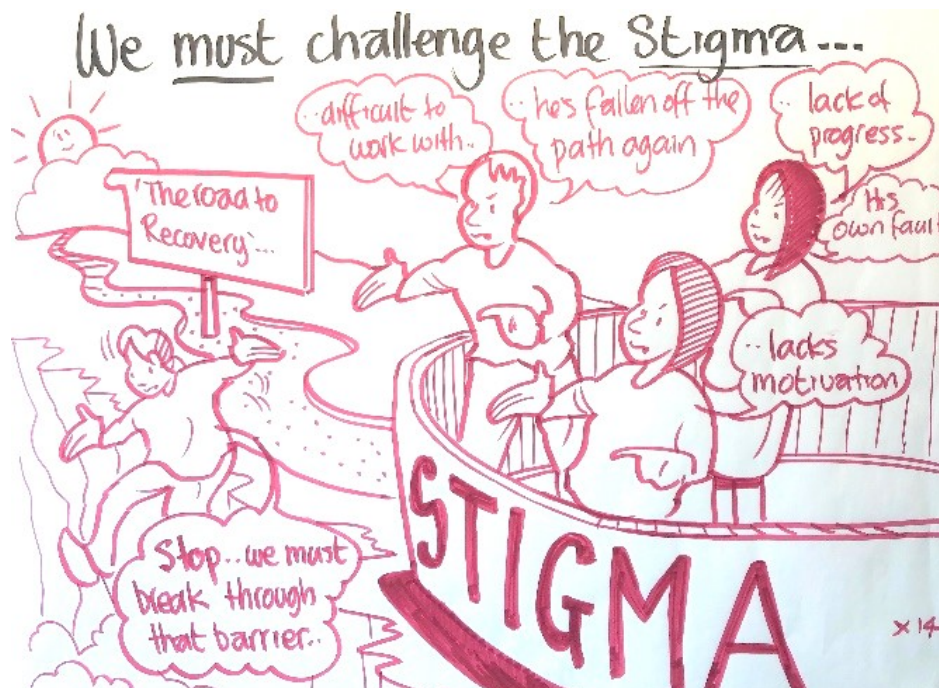 We must challenge the Stigma...
..difficult to
work with..
..he's fallen off the
path again
.. lack of
progress..
His
own fault
'The road to
Recovery'...
..lacks
motivation
Stop...we must
break through
that barrier..
STIGMA
x 14